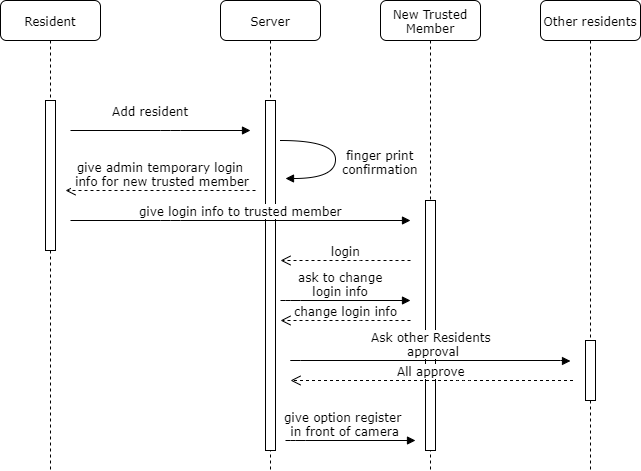 Resident
Server
New Trusted
Member
Other residents
Add resident
finger print
confirmation
give admin temporary login
info for new trusted member
give login info to trusted member
login
ask to change
login info
change login info
Ask other Residents
approval
All approve
give option register
in front of camera